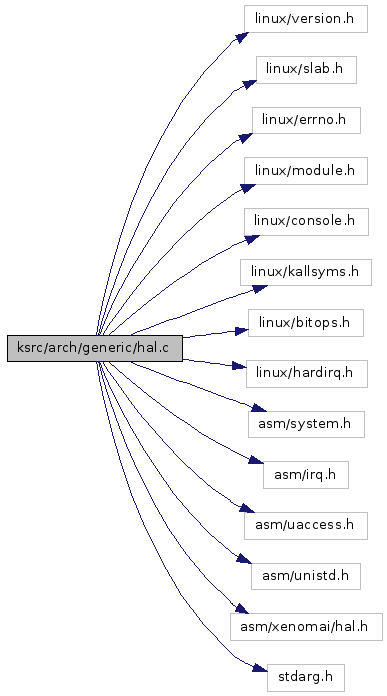 linux/version.h
linux/slab.h
linux/errno.h
linux/module.h
linux/console.h
linux/kallsyms.h
linux/bitops.h
ksrc/arch/generic/hal.c
linux/hardirq.h
asm/system.h
asm/irq.h
asm/uaccess.h
asm/unistd.h
asm/xenomai/hal.h
stdarg.h